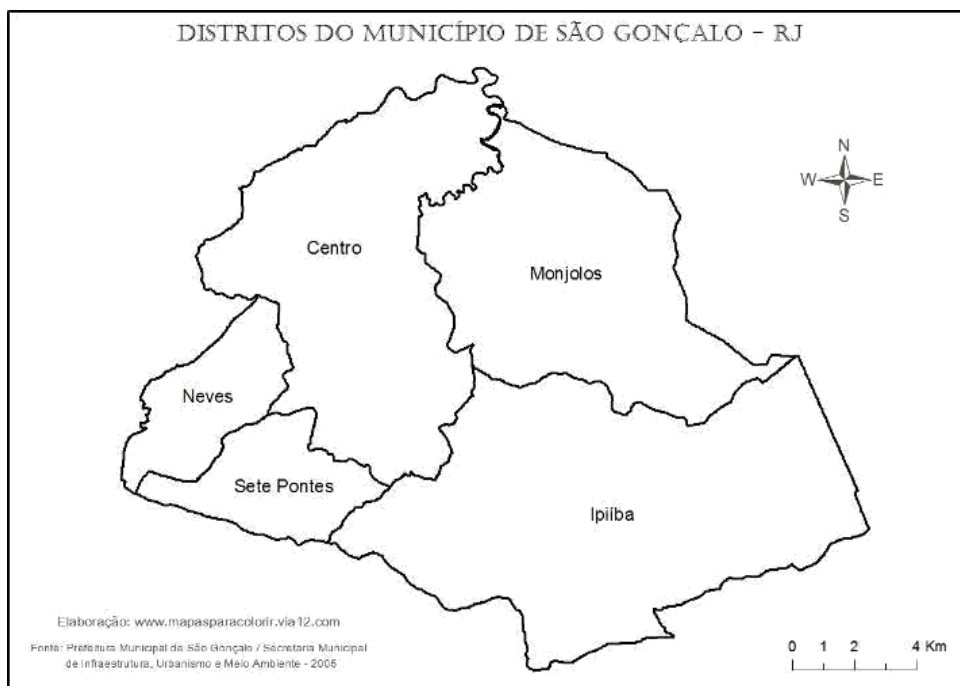 DISTRITOS DO MUNICÍPIO DE SÃO GONÇALO - RJ
N
W E
S
Centro
Monjolos
Neves
Sete Pontes
Ipiíba
Elaboração: www.mapasparacolorir.via12.com
Fonte: Prefeitura Municipal de São Gonçalo / Secretaria Municipal
de Infraestrutura, Urbanismo e Meio Ambiente - 2005
0 1 2 4 Km